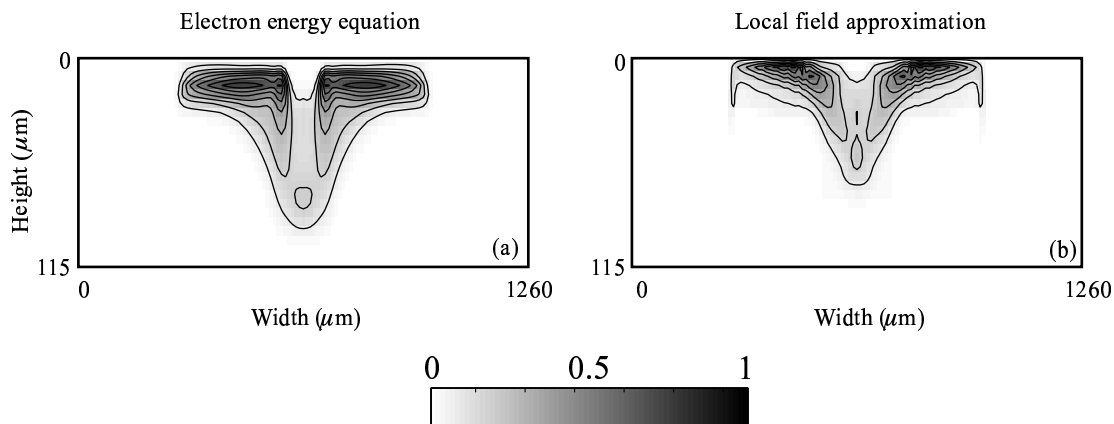 Electron energy equation
Local field approximation
0
0
Height (μm)
(a)
(b)
115
115
0
1260
0
1260
Width (μm)
Width (μm)
0
0.5
1